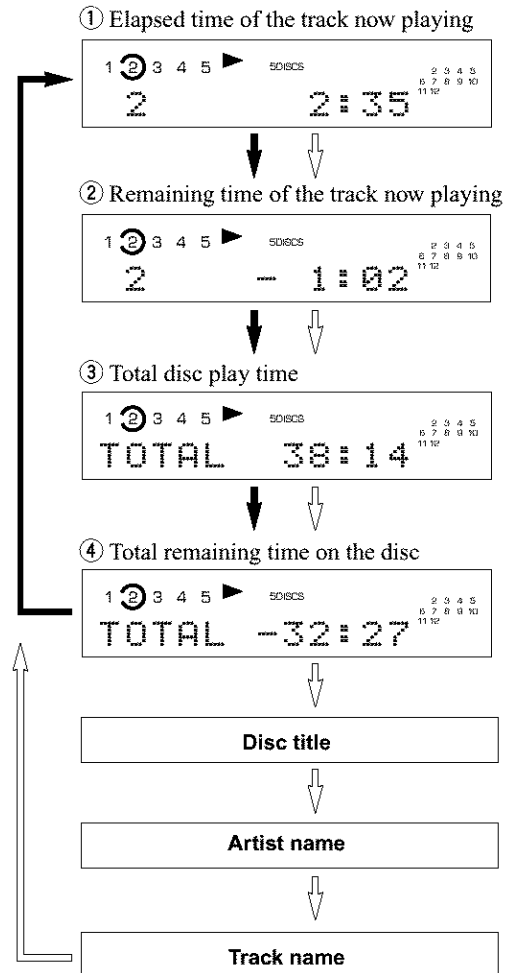 ① Elapsed time of the track now playing
1 2 3 4 5 5DISCS 2 3 4 5
6 7 8 9 10
11 12
2 2:35
② Remaining time of the track now playing
1 2 3 4 5 5DISCS 2 3 4 5
6 7 8 9 10
11 12
2 - 1:02
③ Total disc play time
1 2 3 4 5 5DISCS 2 3 4 5
6 7 8 9 10
11 12
TOTAL 38:14
④ Total remaining time on the disc
1 2 3 4 5 5DISCS 2 3 4 5
6 7 8 9 10
11 12
TOTAL -32:27
Disc title
Artist name
Track name